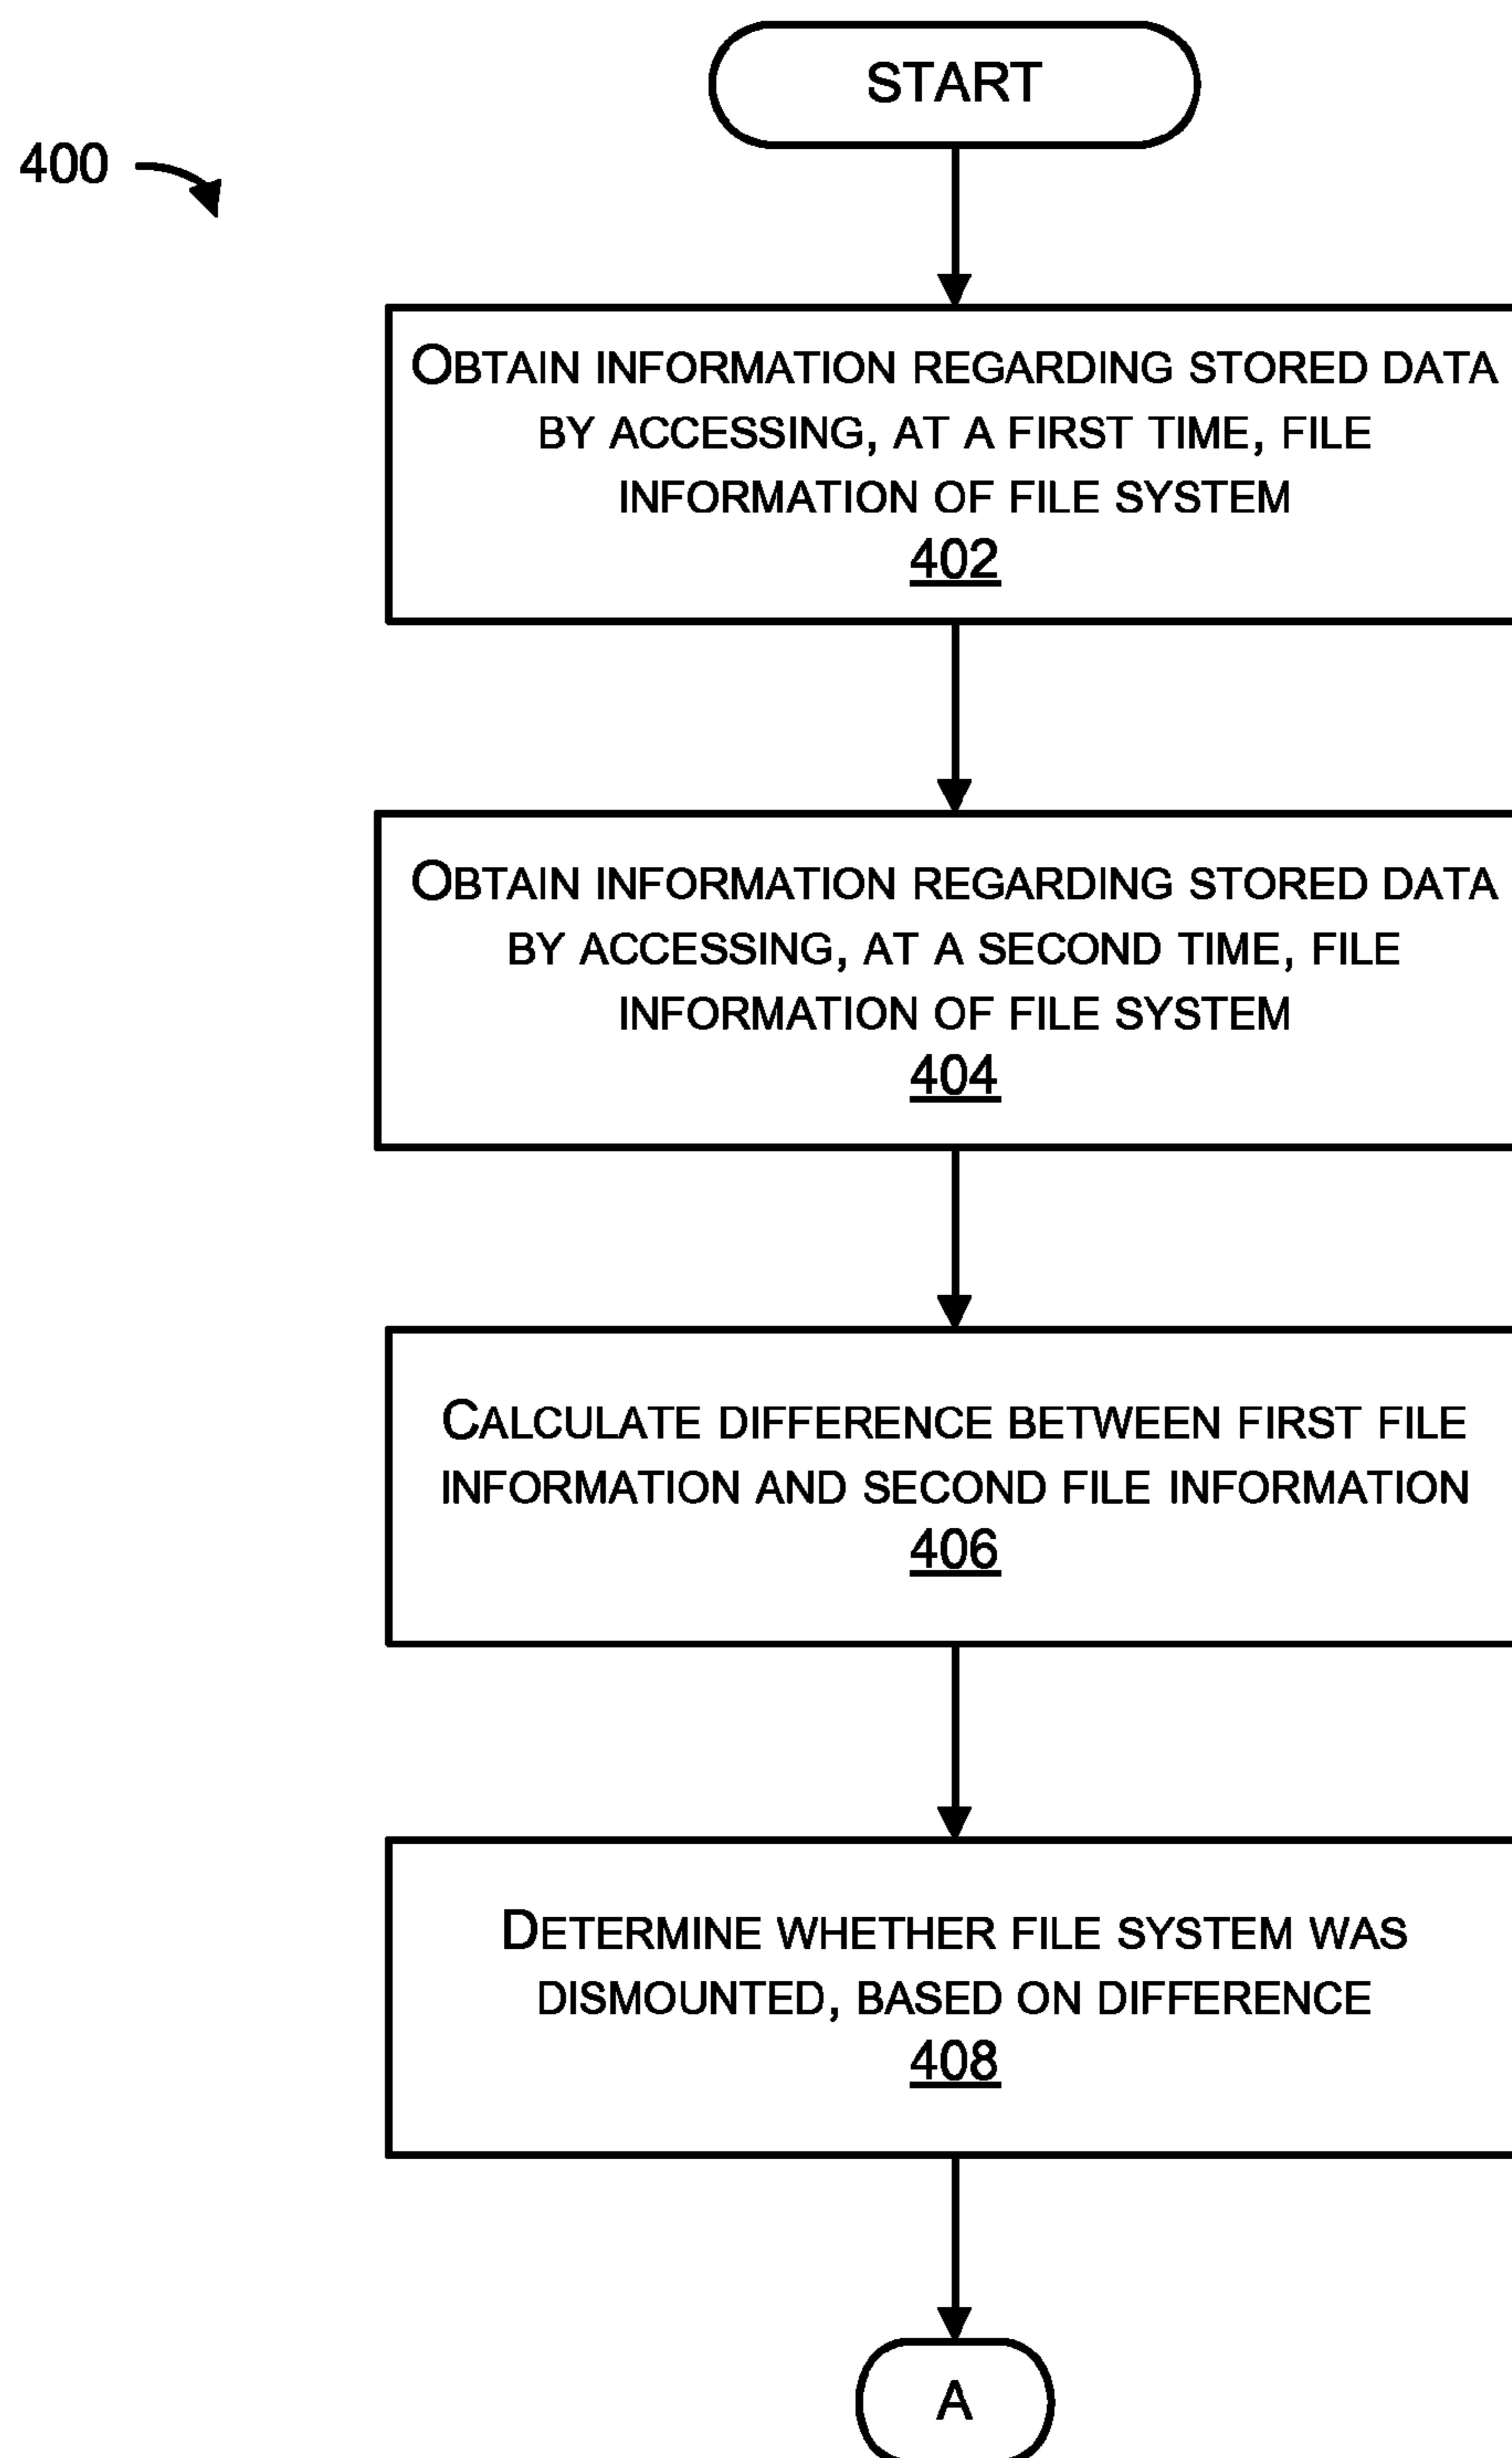 START
400
OBTAIN INFORMATION REGARDING STORED DATA
BY ACCESSING, AT A FIRST TIME, FILE
INFORMATION OF FILE SYSTEM
402
OBTAIN INFORMATION REGARDING STORED DATA
BY ACCESSING, AT A SECOND TIME, FILE
INFORMATION OF FILE SYSTEM
404
CALCULATE DIFFERENCE BETWEEN FIRST FILE
INFORMATION AND SECOND FILE INFORMATION
406
DETERMINE WHETHER FILE SYSTEM WAS
DISMOUNTED, BASED ON DIFFERENCE
408
A